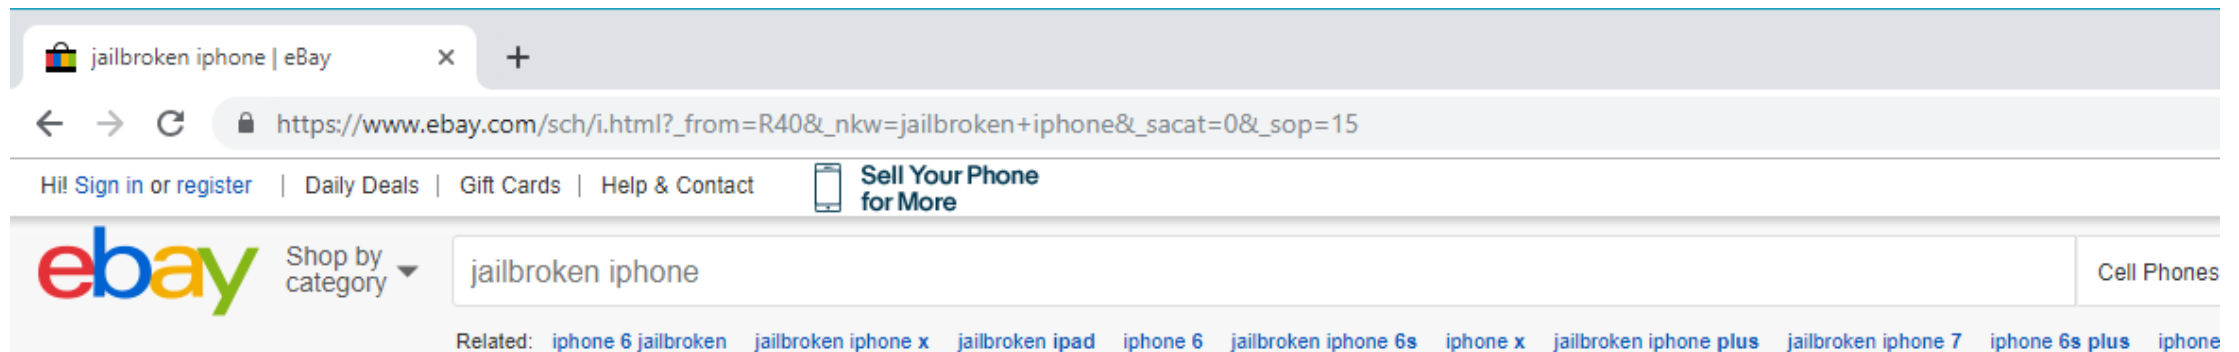 jailbroken iphone | eBay
https://www.ebay.com/sch/i.html?_from=R40&_nkw=jailbroken+iphone&_sacat=0&_sop=15
Hi! Sign in or register | Daily Deals | Gift Cards | Help & Contact
Sell Your Phone
for More
ebay
Shop by
category
jailbroken iphone
Cell Phones
Related: iphone 6 jailbroken jailbroken iphone x jailbroken ipad iphone 6 jailbroken iphone 6s iphone x jailbroken iphone plus jailbroken iphone 7 iphone 6s plus iphone